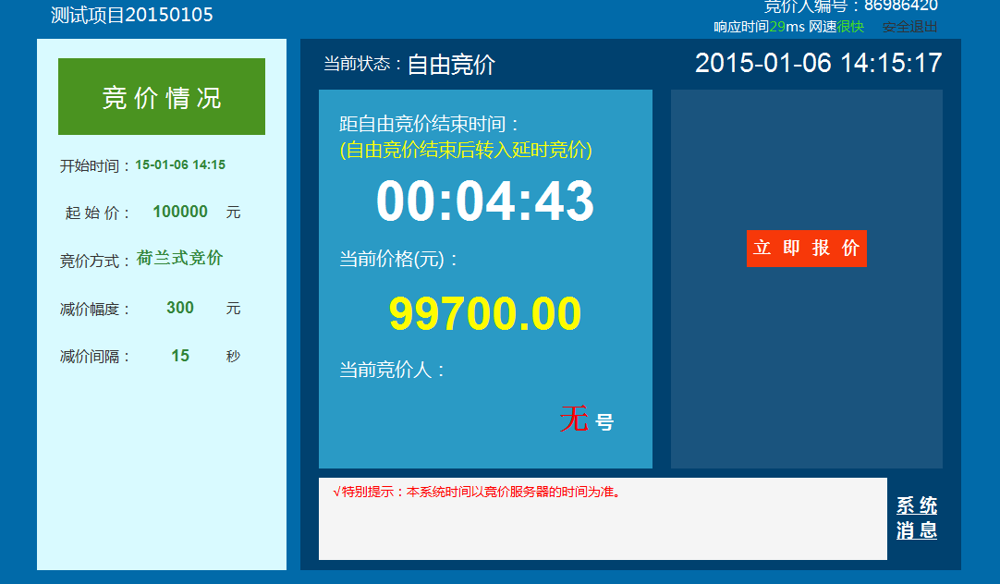 测试项目20150105
竞价人编号：86986420
响应时间29ms 网速很快 安全退出
竞价情况
开始时间：15-01-06 14:15
起始价：100000 元
竞价方式：荷兰式竞价
减价幅度：300 元
减价间隔：15 秒
当前状态：自由竞价
2015-01-06 14:15:17
距自由竞价结束时间：
(自由竞价结束后转入延时竞价)
00:04:43
当前价格(元)：
99700.00
当前竞价人：
无 号
立即报价
√特别提示：本系统时间以竞价服务器的时间为准。
系统
消息